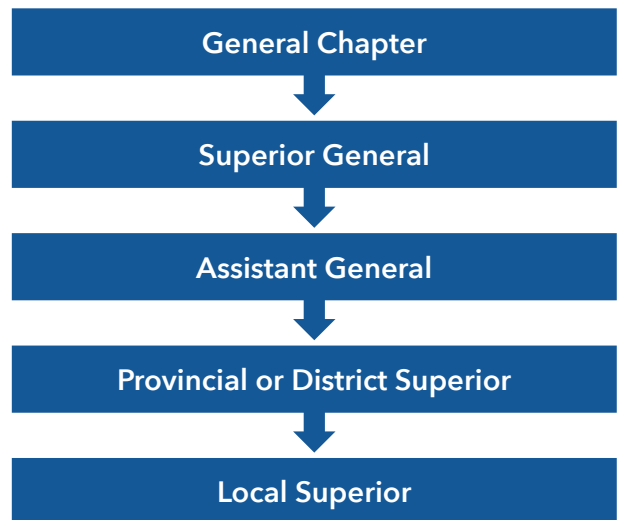 General Chapter
Superior General
Assistant General
Provincial or District Superior
Local Superior